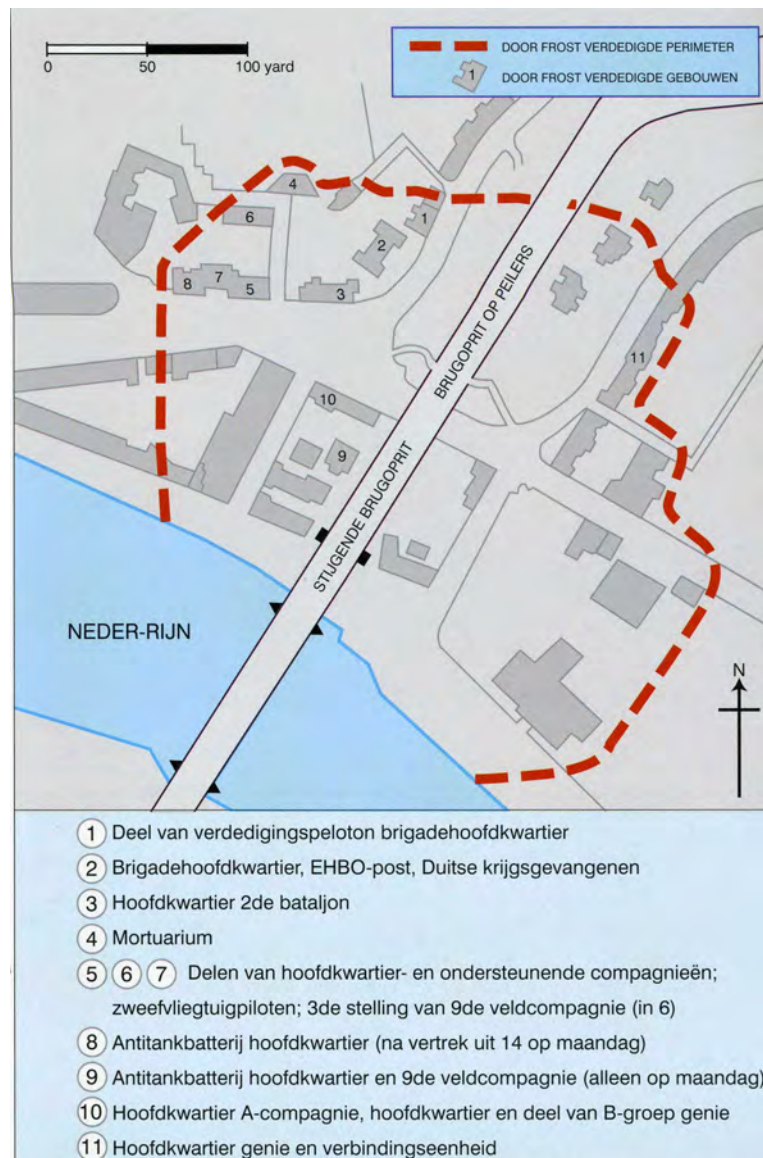 0 50 100 yard
DOOR FROST VERDEDIGDE PERIMETER
1 DOOR FROST VERDEDIGDE GEBOUWEN
4
6
1
2
8 7 5
3
BRUGOPRIT OP PEILERS
11
10
9
STIJGENDE BRUGOPRIT
NEDER-RIJN
N
1 Deel van verdedigingspeloton brigadehoofdkwartier
2 Brigadehoofdkwartier, EHBO-post, Duitse krijgsgevangenen
3 Hoofdkwartier 2de bataljon
4 Mortuarium
5 6 7 Delen van hoofdkwartier- en ondersteunende compagnieën;
zweefvliegtuigpiloten; 3de stelling van 9de veldcompagnie (in 6)
8 Antitankbatterij hoofdkwartier (na vertrek uit 14 op maandag)
9 Antitankbatterij hoofdkwartier en 9de veldcompagnie (alleen op maandag)
10 Hoofdkwartier A-compagnie, hoofdkwartier en deel van B-groep genie
11 Hoofdkwartier genie en verbindingseenheid